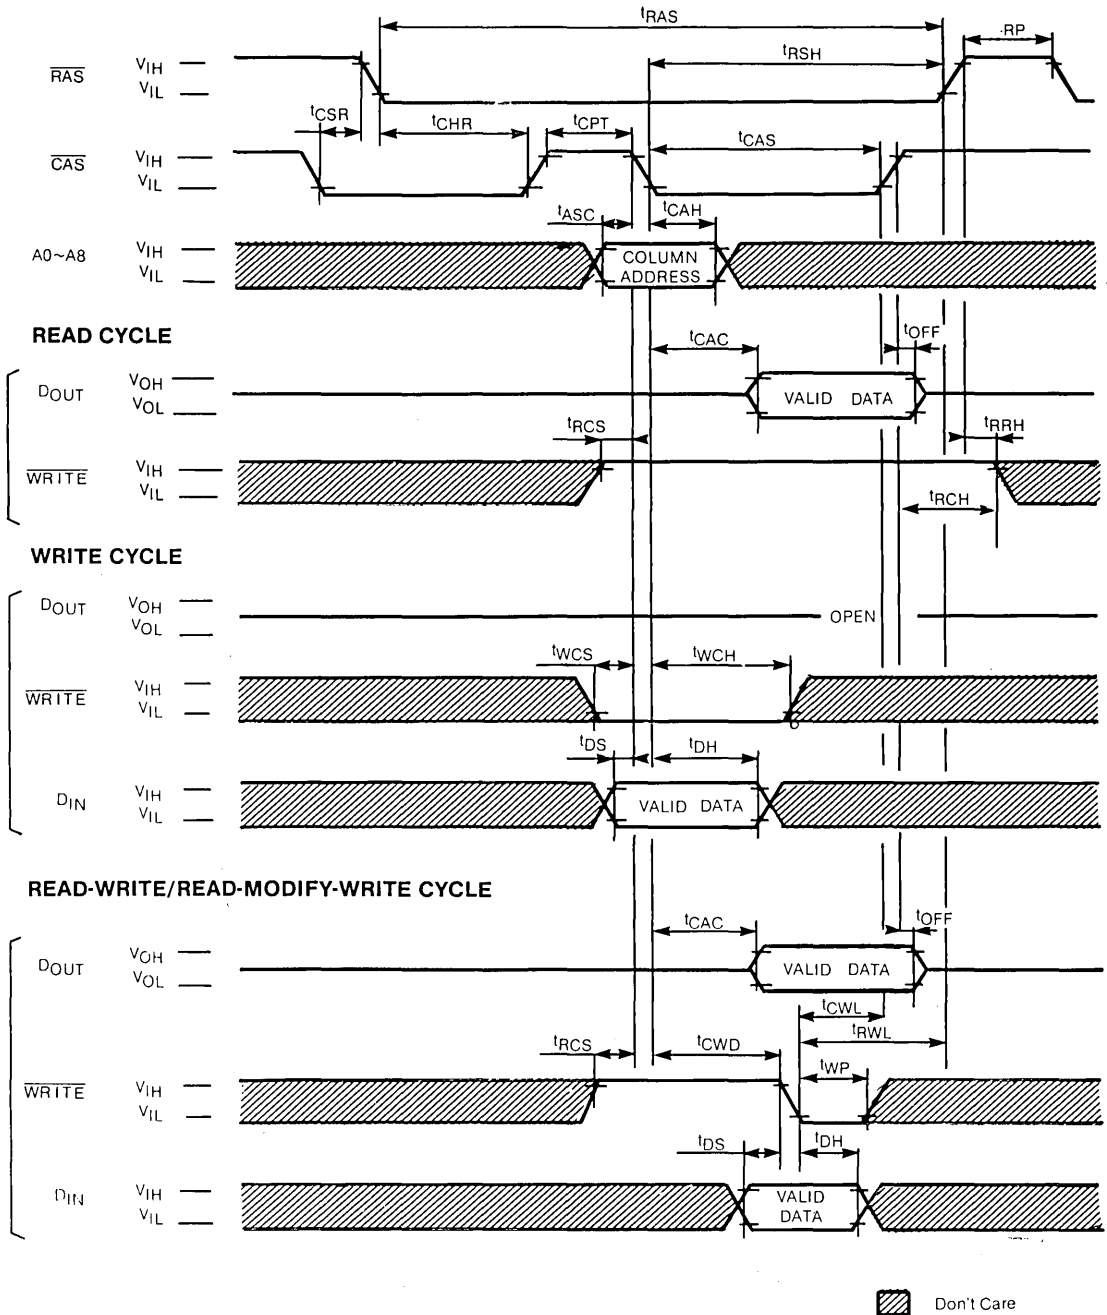 tRAS
RP
tRSH
RAS VIH
VIL
tCSR tCHR tCPT tCAS
CAS VIH
VIL
tASC tCAH
A0~A8 VIH
VIL
COLUMN
ADDRESS
READ CYCLE
tCAC tOFF
DOUT VOH
VOL
VALID DATA
tRCS tRRH
WRITE VIH
VIL
tRCH
WRITE CYCLE
DOUT VOH
VOL
OPEN
tWCS tWCH
WRITE VIH
VIL
tDS tDH
DIN VIH
VIL
VALID DATA
READ-WRITE/READ-MODIFY-WRITE CYCLE
tCAC tOFF
DOUT VOH
VOL
VALID DATA
tCWL
tRWL
tRCS tCWD
tWP
WRITE VIH
VIL
tDS tDH
DIN VIH
VIL
VALID
DATA
Don't Care